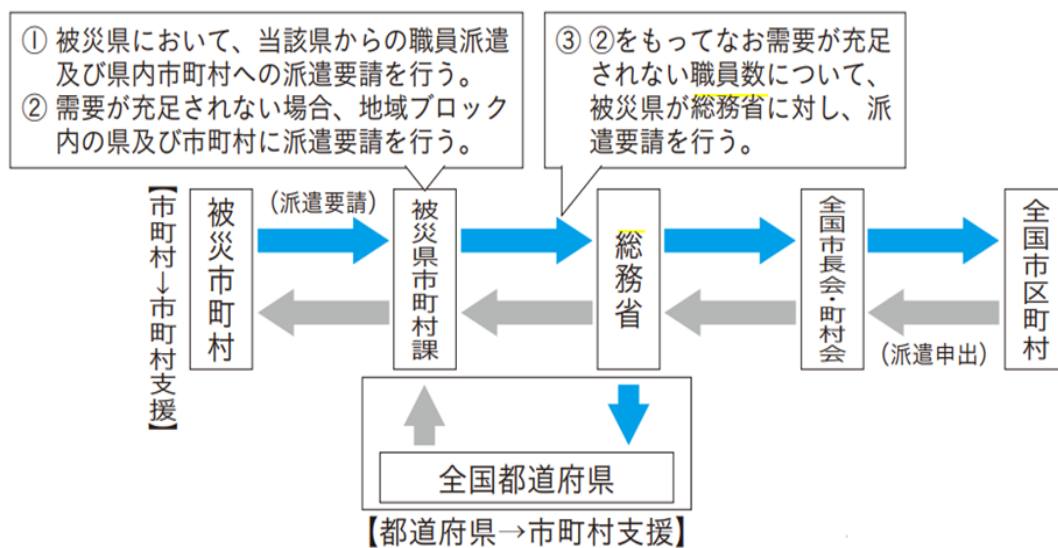 ① 被災県において、当該県からの職員派遣
及び県内市町村への派遣要請を行う。
② 需要が充足されない場合、地域ブロック
内の県及び市町村に派遣要請を行う。
③ ②をもってなお需要が充足
されない職員数について、
被災県が総務省に対し、派
遣要請を行う。
【市町村→市町村支援】
被災市町村
(派遣要請)
被災県市町村課
総務省
全国市長会・町村会
全国市区町村
(派遣申出)
全国都道府県
【都道府県→市町村支援】